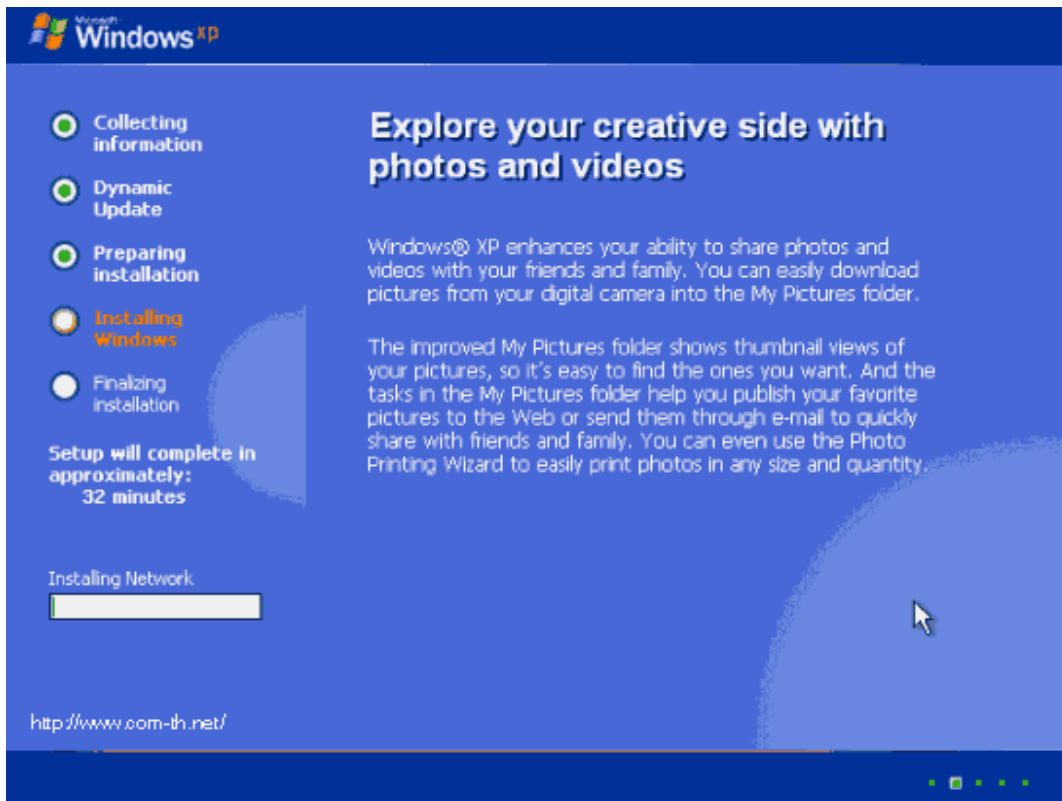 Microsoft
Windows xp
Collecting
information
Dynamic
Update
Preparing
installation
Installing
Windows
Finalizing
installation
Setup will complete in
approximately:
32 minutes
Installing Network
http://www.com-th.net/
Explore your creative side with
photos and videos
Windows® XP enhances your ability to share photos and
videos with your friends and family. You can easily download
pictures from your digital camera into the My Pictures folder.
The improved My Pictures folder shows thumbnail views of
your pictures, so it's easy to find the ones you want. And the
tasks in the My Pictures folder help you publish your favorite
pictures to the Web or send them through e-mail to quickly
share with friends and family. You can even use the Photo
Printing Wizard to easily print photos in any size and quantity.